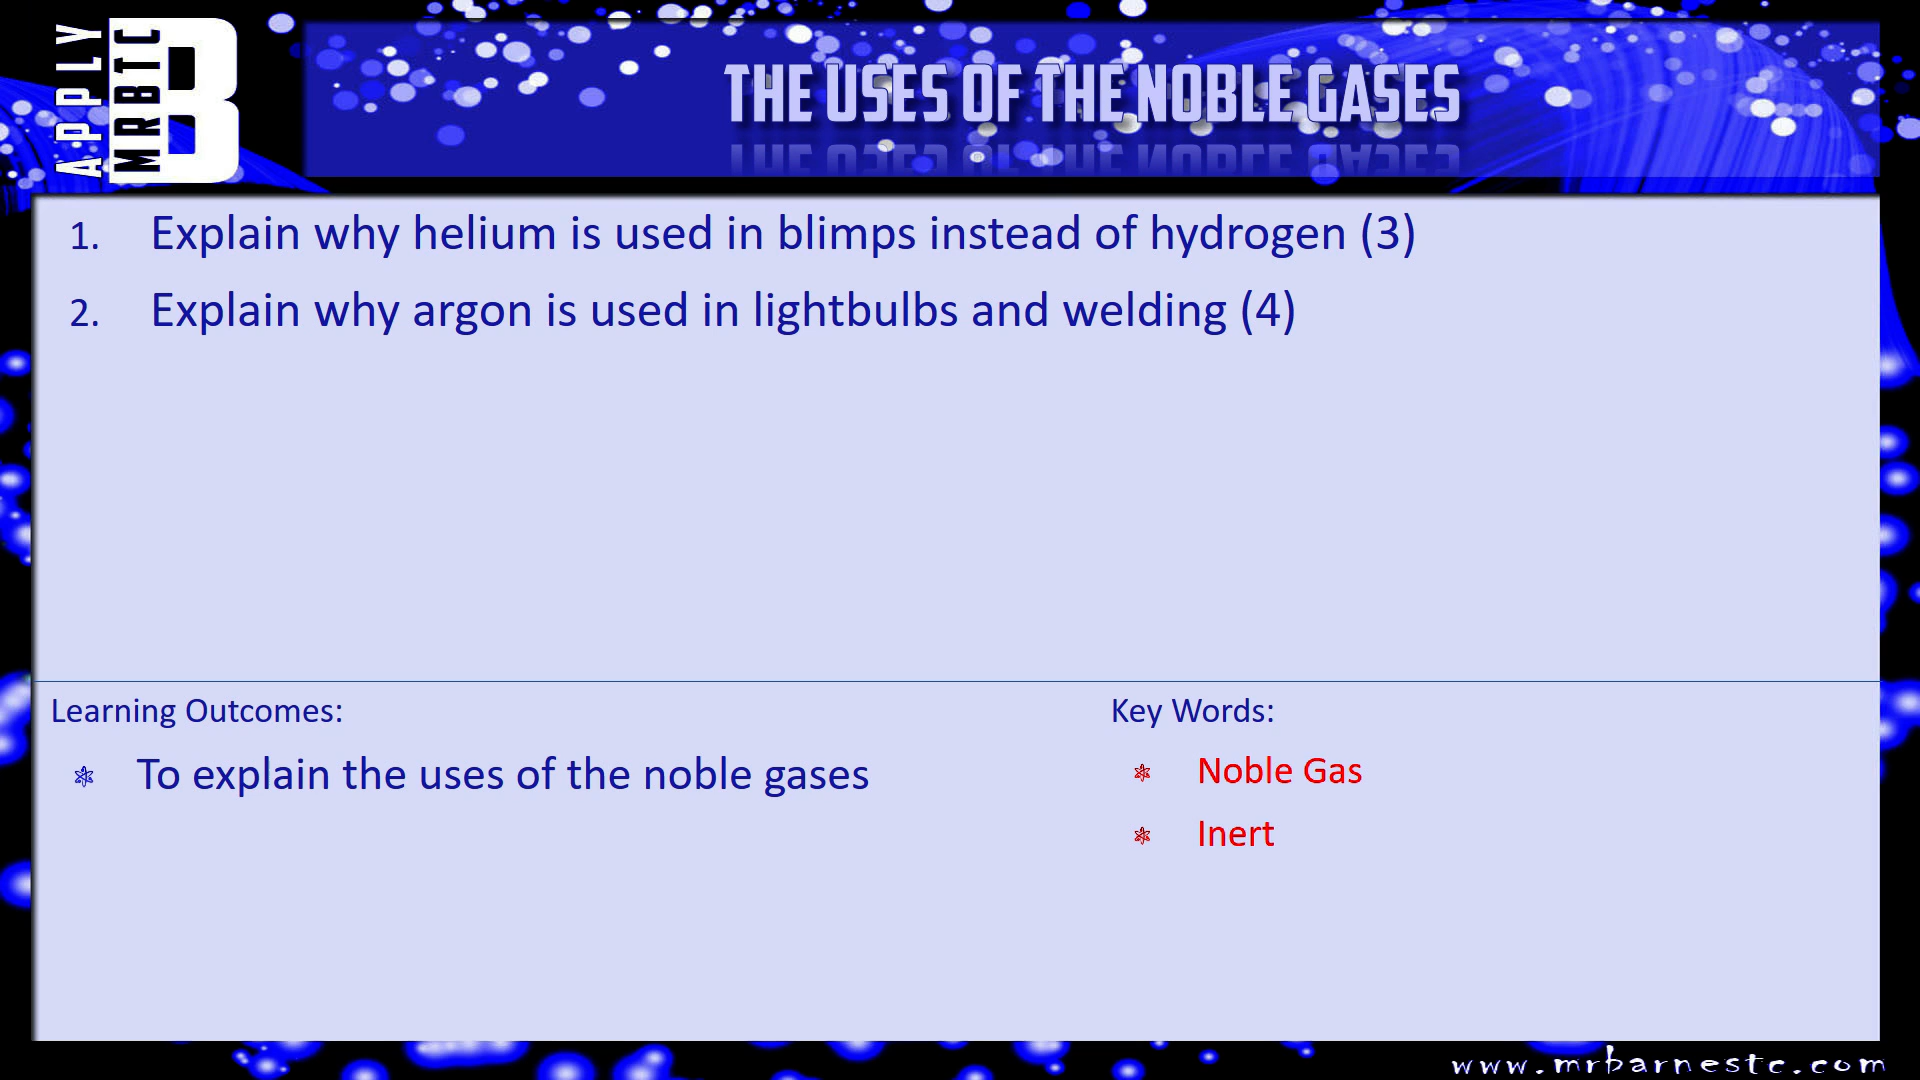 APPLY
MRBTC
B
THE USES OF THE NOBLE GASES
1. Explain why helium is used in blimps instead of hydrogen (3)
2. Explain why argon is used in lightbulbs and welding (4)
Learning Outcomes:
To explain the uses of the noble gases
Key Words:
Noble Gas
Inert
www.mrbarnestc.com